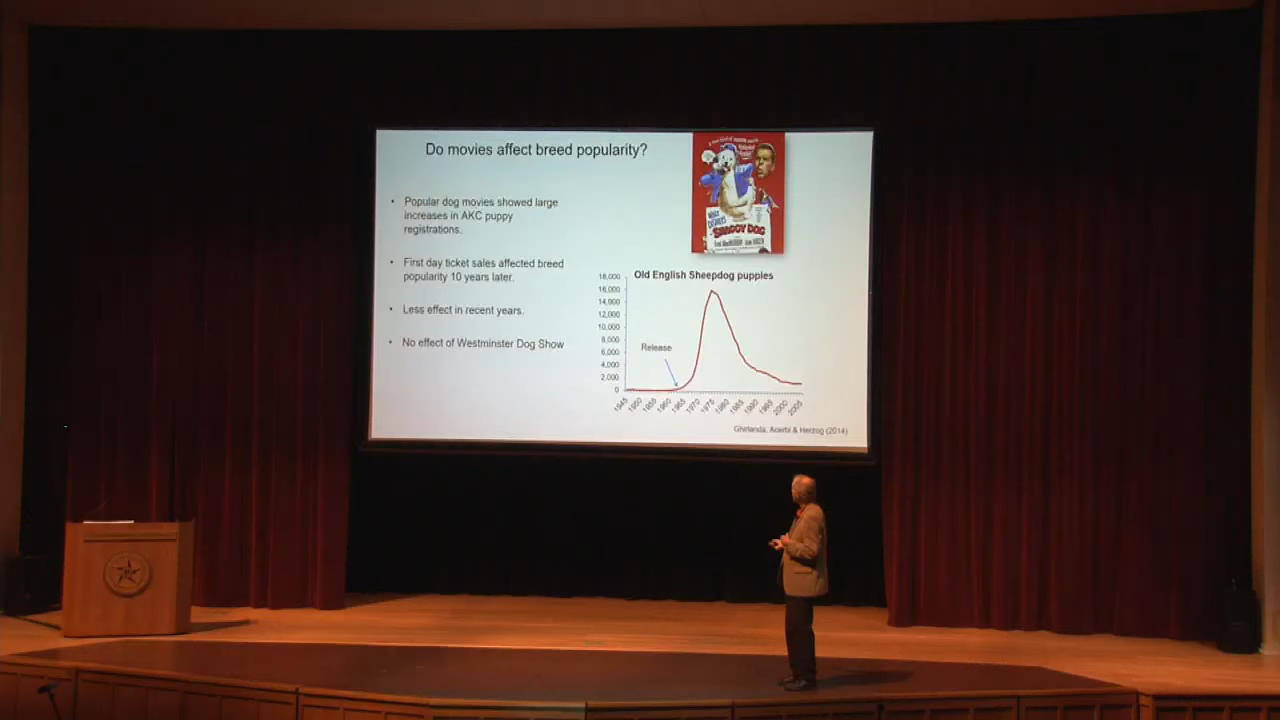 Do movies affect breed popularity?
• Popular dog movies showed large
increases in AKC puppy
registrations.
• First day ticket sales affected breed
popularity 10 years later.
• Less effect in recent years.
• No effect of Westminster Dog Show
WALT
DISNEY'S
SHAGGY DOG
Old English Sheepdog puppies
18,000
16,000
14,000
12,000
10,000
8,000
6,000
4,000
2,000
0
Release
1945 1950 1955 1960 1965 1970 1975 1980 1985 1990 1995 2000 2005
Ghirlanda, Acerbi & Herzog (2014)